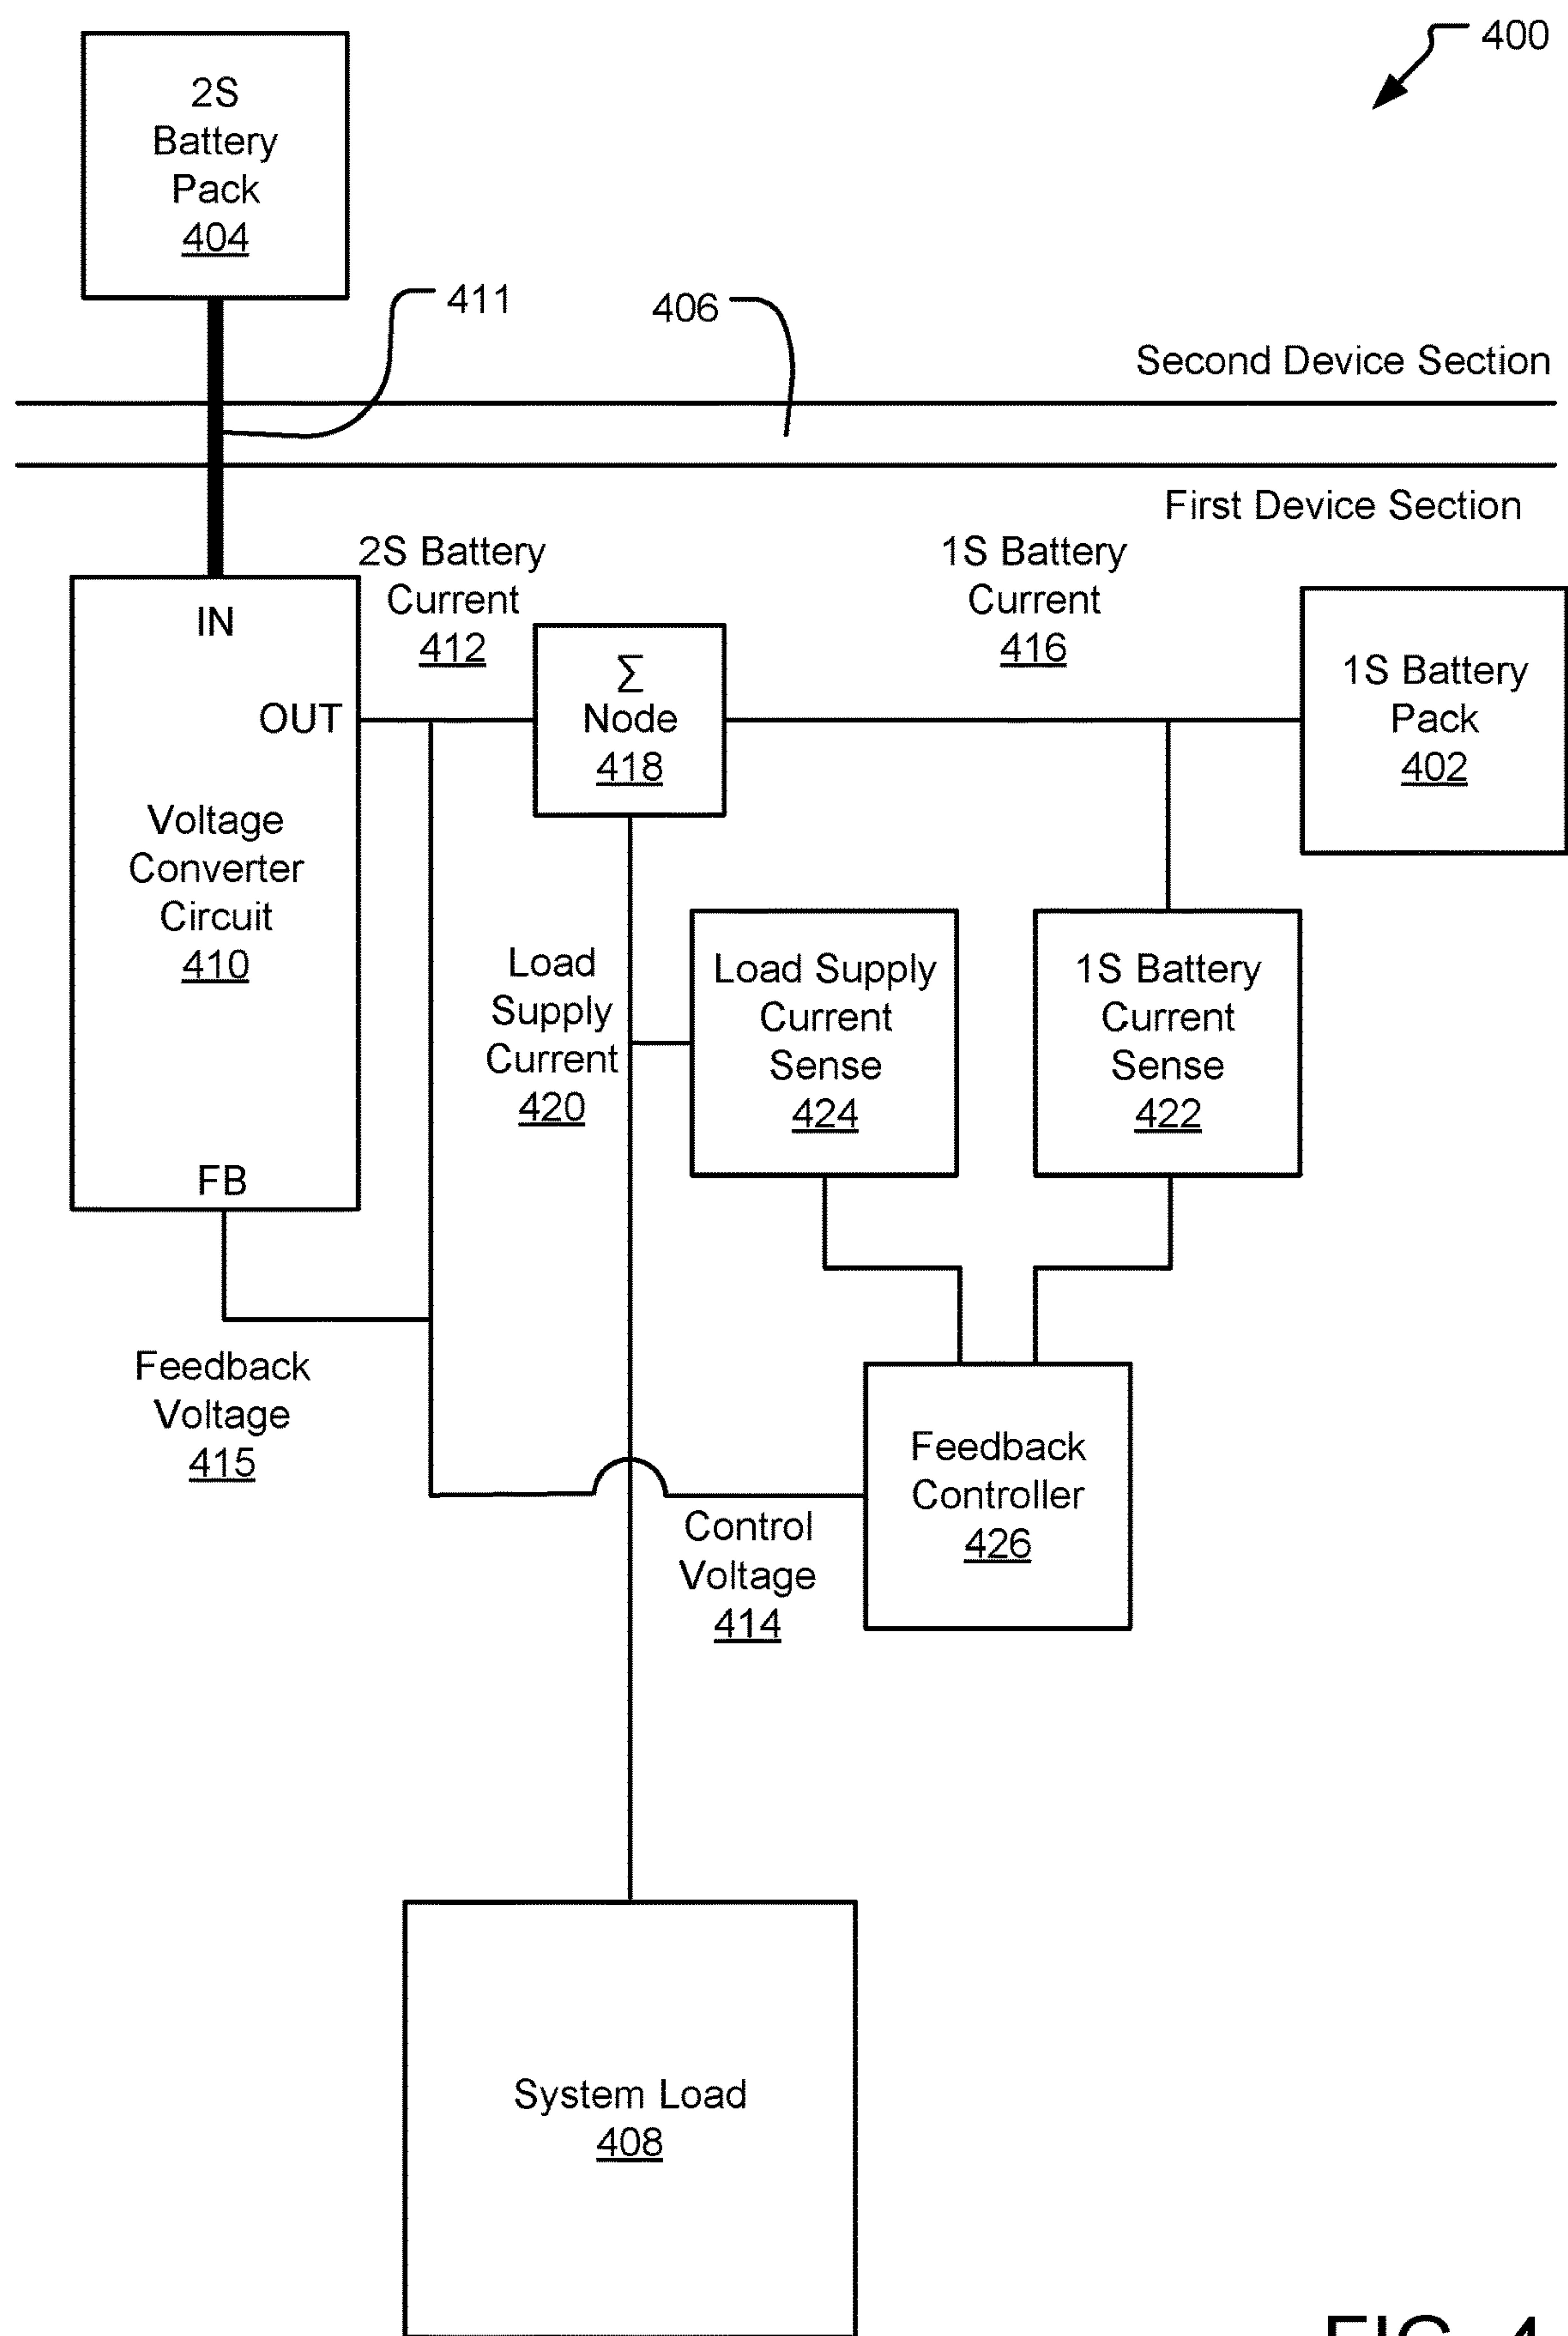 400
2S
Battery
Pack
404
411
406
Second Device Section
First Device Section
2S Battery
Current
412
1S Battery
Current
416
IN
OUT
Voltage
Converter
Circuit
410
FB
Σ
Node
418
1S Battery
Pack
402
Load
Supply
Current
420
Load Supply
Current
Sense
424
1S Battery
Current
Sense
422
Feedback
Voltage
415
Feedback
Controller
426
Control
Voltage
414
System Load
408
FIG. 4